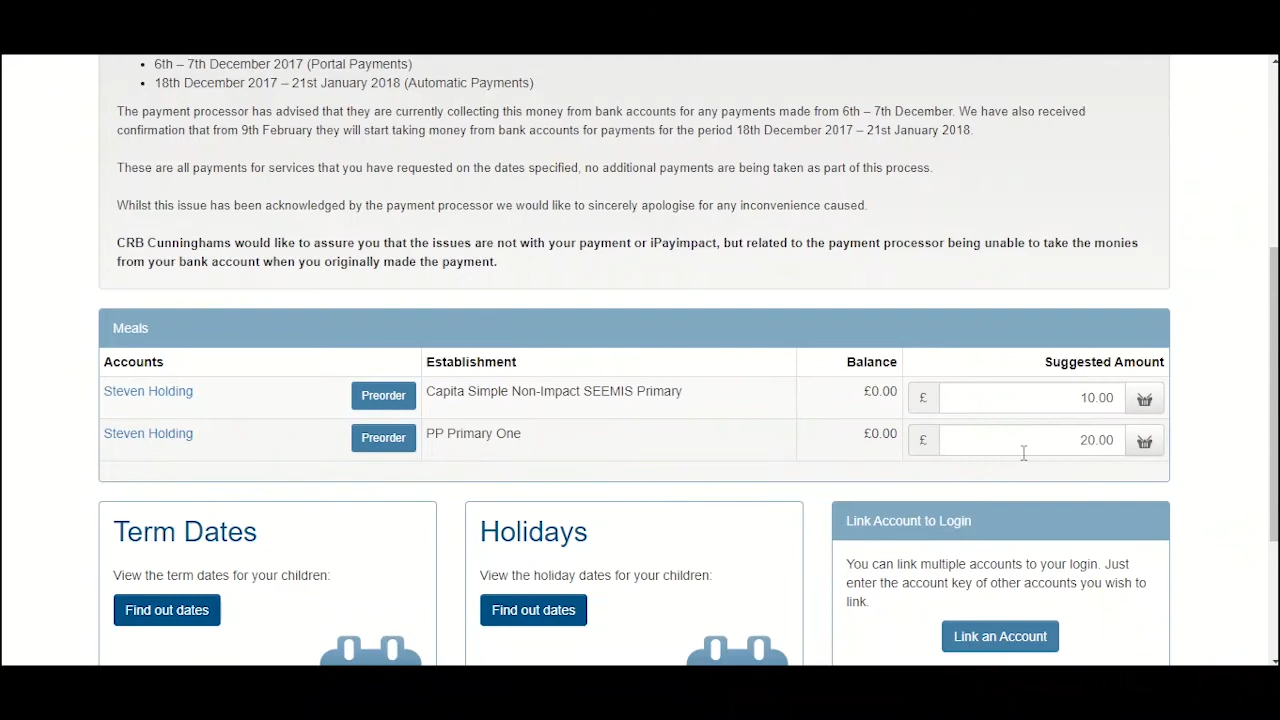 • 6th – 7th December 2017 (Portal Payments)
• 18th December 2017 – 21st January 2018 (Automatic Payments)
The payment processor has advised that they are currently collecting this money from bank accounts for any payments made from 6th – 7th December. We have also received
confirmation that from 9th February they will start taking money from bank accounts for payments for the period 18th December 2017 – 21st January 2018.
These are all payments for services that you have requested on the dates specified, no additional payments are being taken as part of this process.
Whilst this issue has been acknowledged by the payment processor we would like to sincerely apologise for any inconvenience caused.
CRB Cunninghams would like to assure you that the issues are not with your payment or iPayimpact, but related to the payment processor being unable to take the monies
from your bank account when you originally made the payment.
Meals
Accounts Establishment Balance Suggested Amount
Steven Holding Preorder Capita Simple Non-Impact SEEMIS Primary £0.00 £ 10.00
Steven Holding Preorder PP Primary One £0.00 £ 20.00
Term Dates
View the term dates for your children:
Find out dates
Holidays
View the holiday dates for your children:
Find out dates
Link Account to Login
You can link multiple accounts to your login. Just
enter the account key of other accounts you wish to
link.
Link an Account